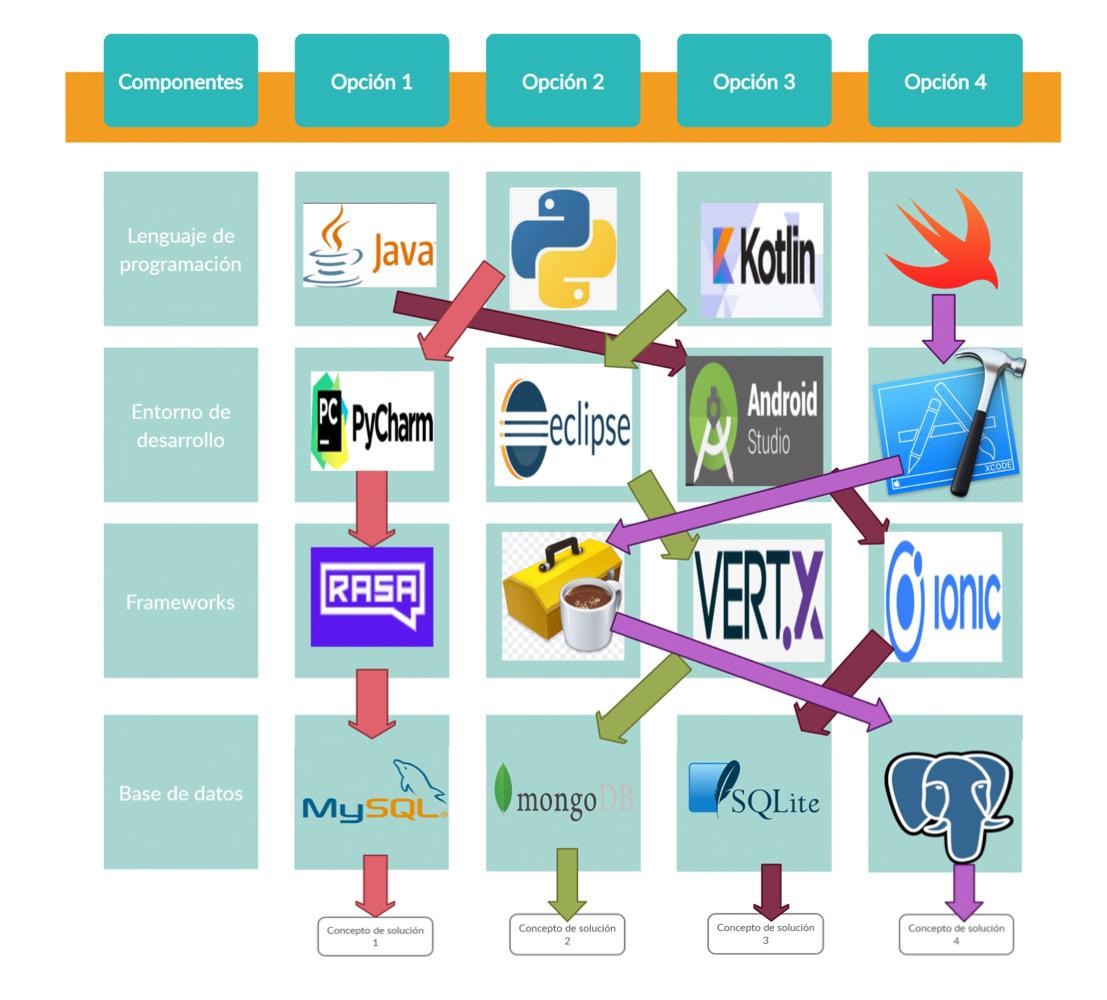 Componentes
Opción 1
Opción 2
Opción 3
Opción 4
Lenguaje de
programación
Java
Kotlin
Entorno de
desarrollo
PC
PyCharm
eclipse
Android
Studio
XCODE
Frameworks
RASA
VERT.X
IONIC
Base de datos
MySQL®
mongoDB
SQLite
Concepto de solución
1
Concepto de solución
2
Concepto de solución
3
Concepto de solución
4